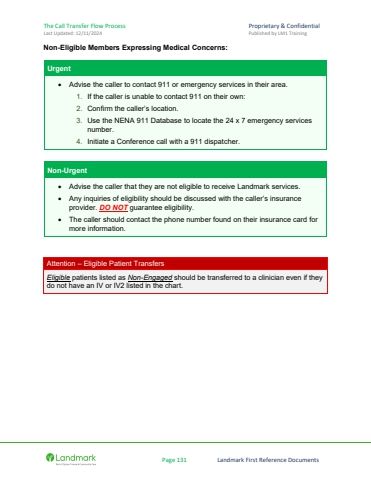 The Call Transfer Flow Process
Proprietary & Confidential
Last Updated: 12/11/2024
Published by LM1 Training
Non-Eligible Members Expressing Medical Concerns:
Urgent
• Advise the caller to contact 911 or emergency services in their area.
1. If the caller is unable to contact 911 on their own:
2. Confirm the caller's location.
3. Use the NENA 911 Database to locate the 24 x 7 emergency services
number.
4. Initiate a Conference call with a 911 dispatcher.
Non-Urgent
• Advise the caller that they are not eligible to receive Landmark services.
• Any inquiries of eligibility should be discussed with the caller's insurance
provider. DO NOT guarantee eligibility.
• The caller should contact the phone number found on their insurance card for
more information.
Attention – Eligible Patient Transfers
Eligible patients listed as Non-Engaged should be transferred to a clinician even if they
do not have an IV or IV2 listed in the chart.
Landmark
Page 131
Landmark First Reference Documents